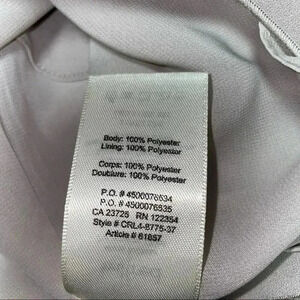 Body: 100% Polyester
Lining: 100% Polyester
Corps: 100% Polyester
Doublure: 100% Polyester
P.O. # 4500076534
P.O. # 4500076535
CA 23725 RN 122354
Style # CRL4-8775-37
Article # 61857